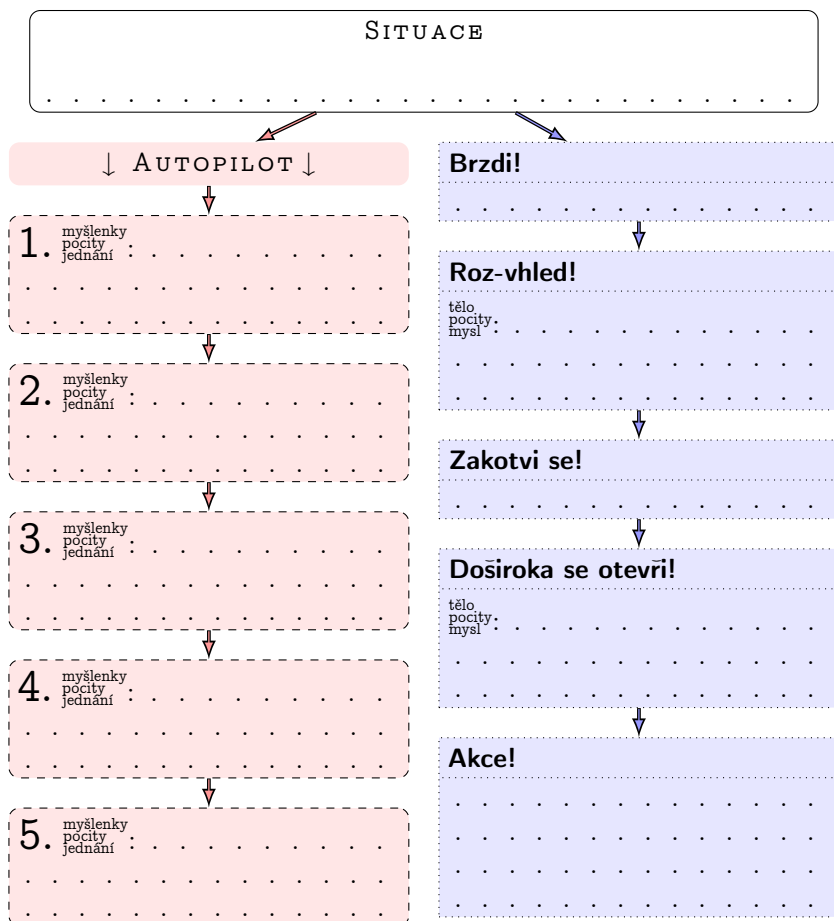 SITUACE
. . . . . . . . . . . . . . . . . . . . . . . . . . . .
↓ AUTOPILOT ↓
1. myšlenky
pocity
jednání : . . . . . . . . . .
. . . . . . . . . . . . . .
. . . . . . . . . . . . . .
2. myšlenky
pocity
jednání : . . . . . . . . . .
. . . . . . . . . . . . . .
. . . . . . . . . . . . . .
3. myšlenky
pocity
jednání : . . . . . . . . . .
. . . . . . . . . . . . . .
. . . . . . . . . . . . . .
4. myšlenky
pocity
jednání : . . . . . . . . . .
. . . . . . . . . . . . . .
. . . . . . . . . . . . . .
5. myšlenky
pocity
jednání : . . . . . . . . . .
. . . . . . . . . . . . . .
. . . . . . . . . . . . . .
Brzdi!
. . . . . . . . . . . . . .
Roz-vhled!
tělo
pocity
mysl : . . . . . . . . . . . .
. . . . . . . . . . . . . .
. . . . . . . . . . . . . .
Zakotvi se!
. . . . . . . . . . . . . .
Doširoka se otevři!
tělo
pocity
mysl : . . . . . . . . . . . .
. . . . . . . . . . . . . .
. . . . . . . . . . . . . .
Akce!
. . . . . . . . . . . . . .
. . . . . . . . . . . . . .
. . . . . . . . . . . . . .
. . . . . . . . . . . . . .